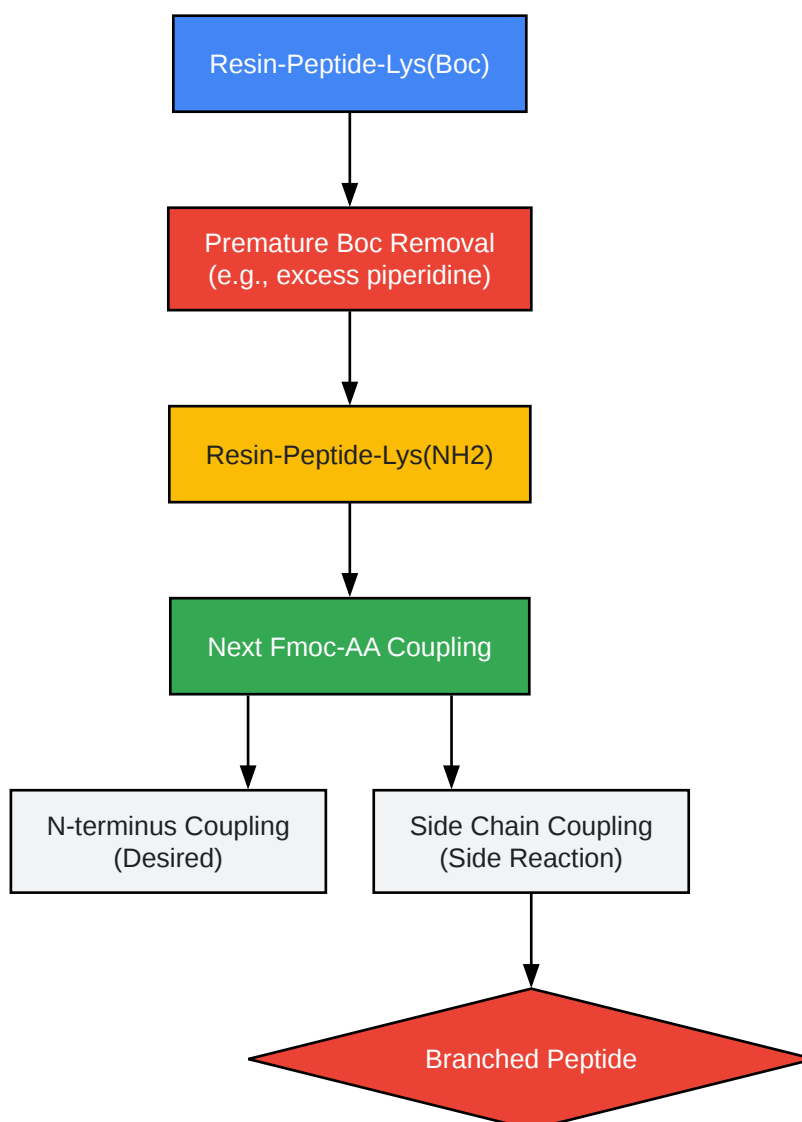 Resin-Peptide-Lys(Boc)
Premature Boc Removal
(e.g., excess piperidine)
Resin-Peptide-Lys(NH2)
Next Fmoc-AA Coupling
N-terminus Coupling
(Desired)
Side Chain Coupling
(Side Reaction)
Branched Peptide